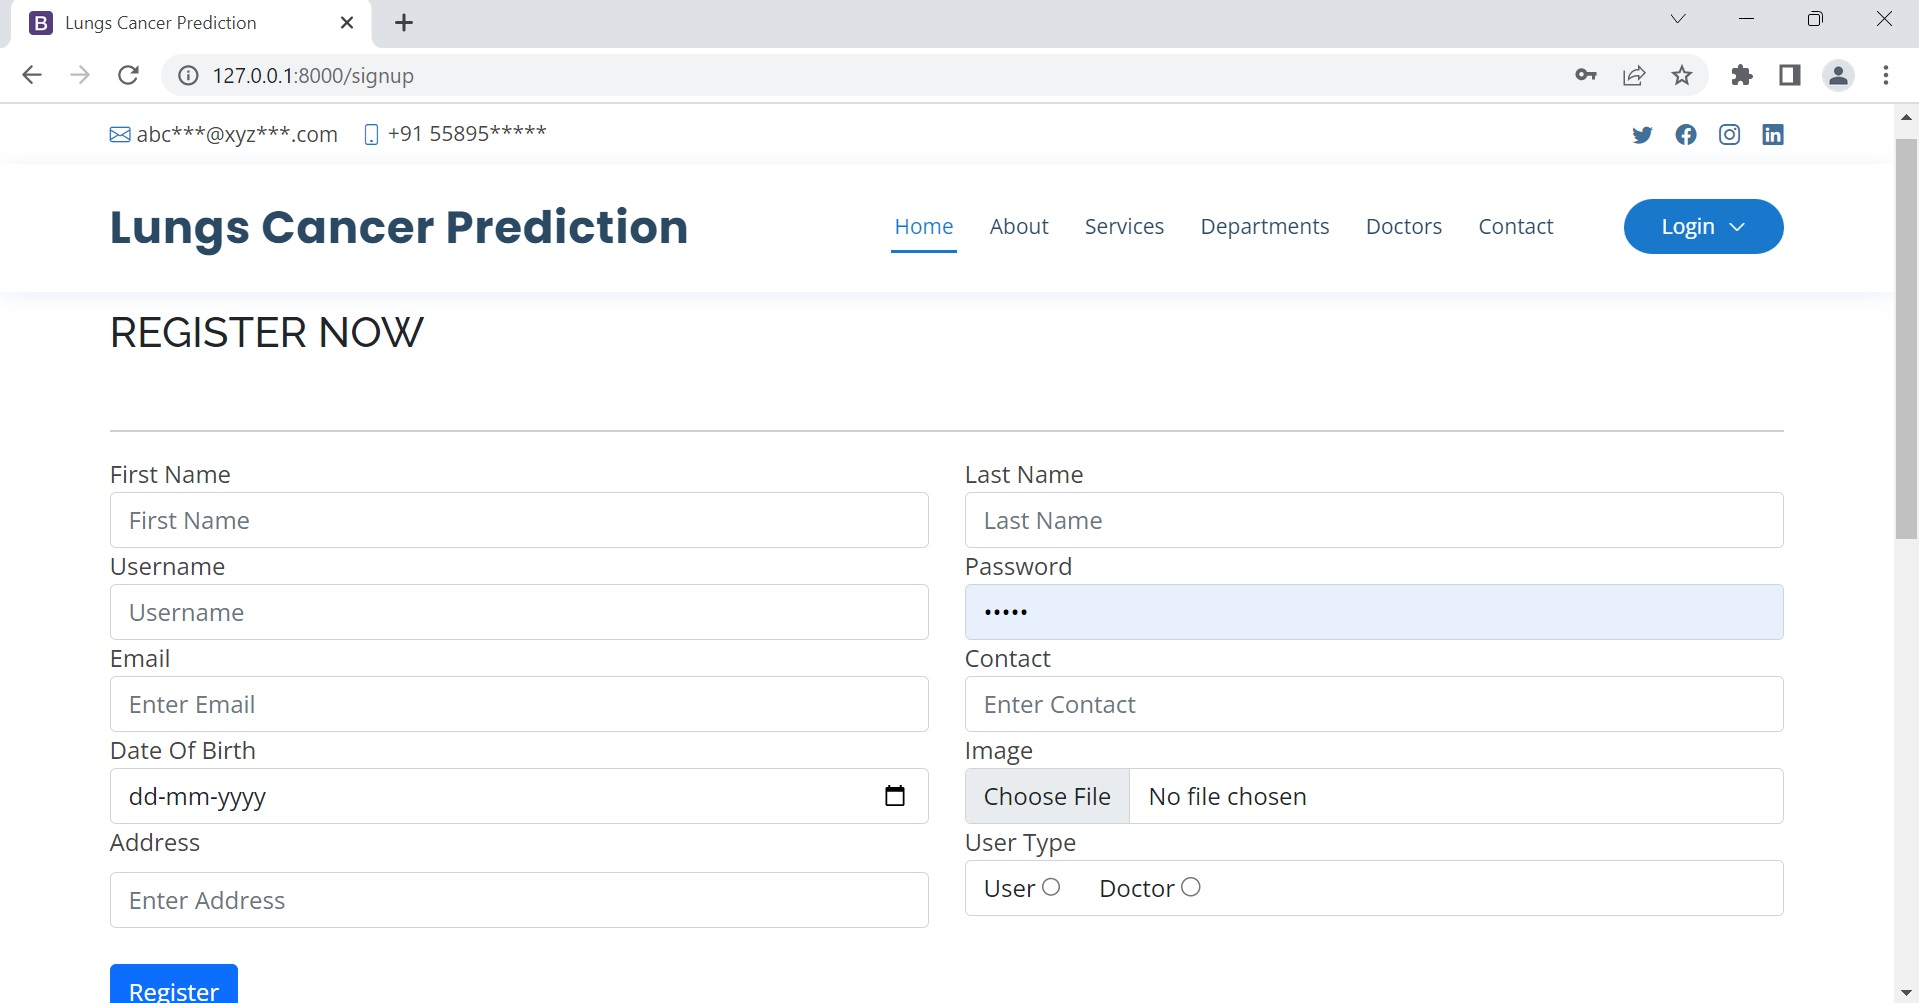 Lungs Cancer Prediction
127.0.0.1:8000/signup
abc***@xyz***.com +91 55895*****
Lungs Cancer Prediction Home About Services Departments Doctors Contact Login
REGISTER NOW
First Name Last Name
First Name Last Name
Username Password
Username •••••
Email Contact
Enter Email Enter Contact
Date Of Birth Image
dd-mm-yyyy Choose File No file chosen
Address User Type
Enter Address User Doctor
Register